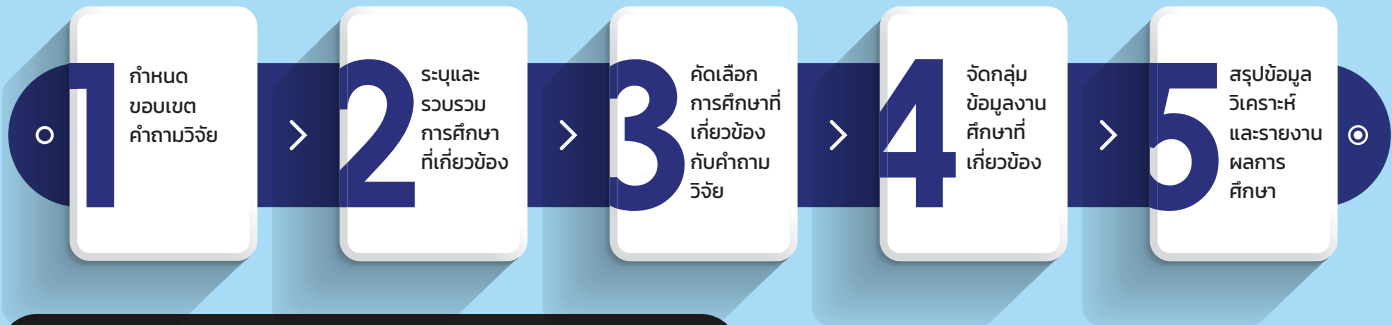 1
กำหนด
ขอบเขต
คำถามวิจัย
2
ระบุและ
รวบรวม
การศึกษา
ที่เกี่ยวข้อง
3
คัดเลือก
การศึกษาที่
เกี่ยวข้อง
กับคำถาม
วิจัย
4
จัดกลุ่ม
ข้อมูลงาน
ศึกษาที่
เกี่ยวข้อง
5
สรุปข้อมูล
วิเคราะห์
และรายงาน
ผลการ
ศึกษา